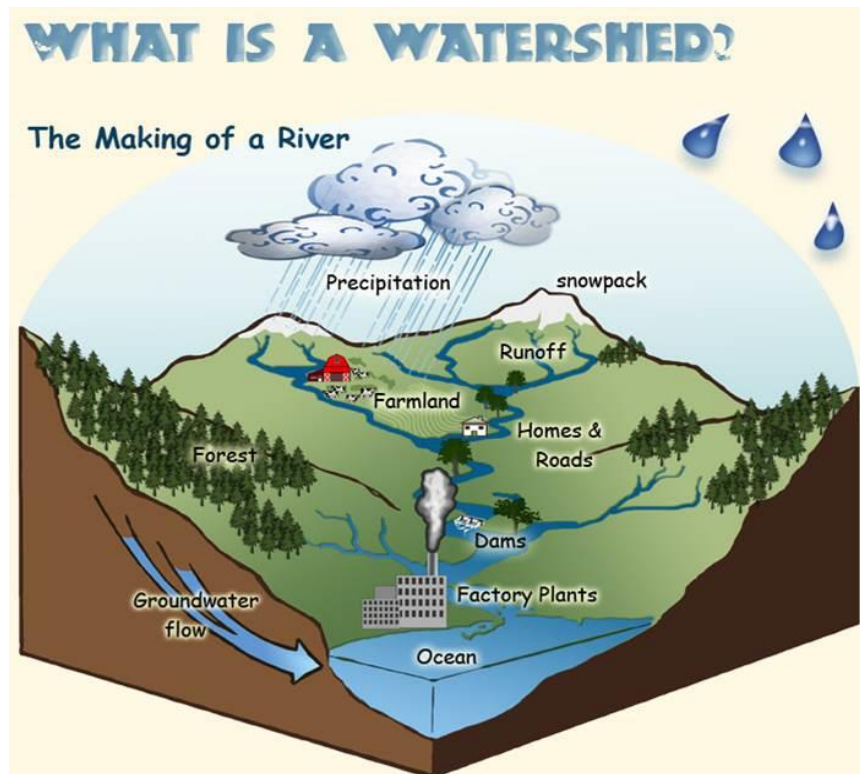 WHAT IS A WATERSHED?
The Making of a River
Precipitation
snowpack
Runoff
Farmland
Homes &
Roads
Forest
Dams
Groundwater
flow
Factory Plants
Ocean